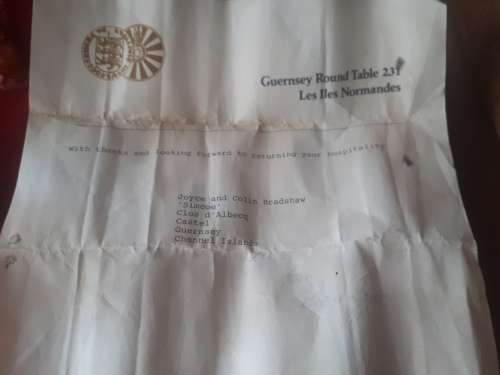 Guernsey Round Table 231
Les Iles Normandes
With thanks and looking forward to returning your hospitality
Joyce and Colin Bradshaw
'Simcoe'
Clos d'Albecq
Castel
Guernsey
Channel Islands